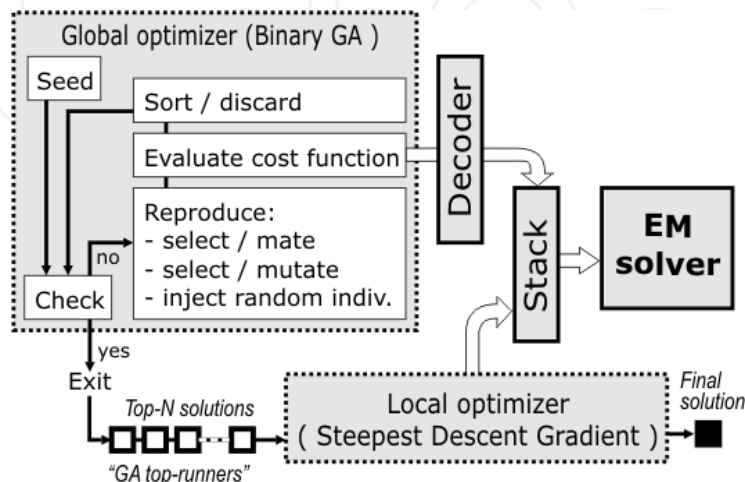 Global optimizer (Binary GA )
Seed
Sort / discard
Evaluate cost function
Reproduce:
- select / mate
- select / mutate
- inject random indiv.
no
Check
yes
Exit
Decoder
Stack
EM
solver
Top-N solutions
"GA top-runners"
Local optimizer
( Steepest Descent Gradient )
Final
solution